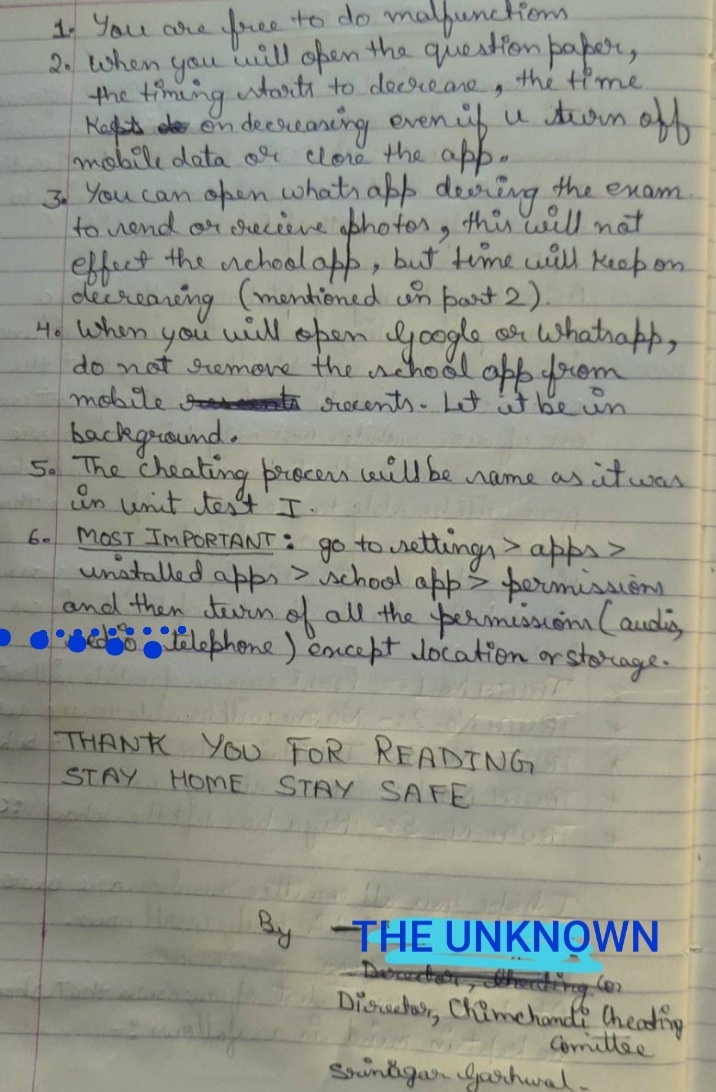 1. You are free to do malfunctions
2. When you will open the question paper,
the timing starts to decrease, the time
on decreasing even if u turn off
mobile data or close the app.
3. You can open whatsapp during the exam
to send or recieve photos, this will not
effect the school app, but time will keep on
decreasing (mentioned in part 2).
4. When you will open Google or Whatsapp,
do not remove the school app from
mobile recents. Let it be in
background.
5. The cheating process will be same as it was
in unit test I.
6. MOST IMPORTANT: go to settings > apps >
installed apps > school app > permissions
and then turn of all the permissions (audio,
telephone) except location or storage.
THANK YOU FOR READING
STAY HOME STAY SAFE
By THE UNKNOWN
Director, Cheating Co
Director, Chimchandi Cheating
Comittee
Srinagar Garhwal.